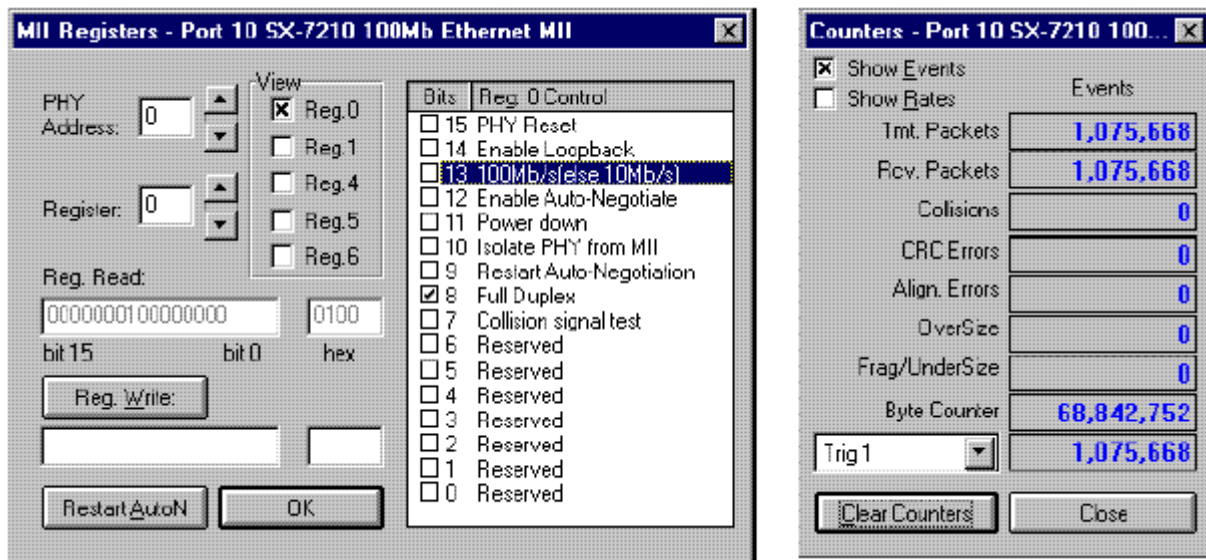 MII Registers - Port 10 SX-7210 100Mb Ethernet MII
PHY Address: 0
Register: 0
View
Reg.0
Reg.1
Reg.4
Reg.5
Reg.6
Reg. Read:
0000000100000000 0100
bit 15 bit 0 hex
Reg. Write:
Restart AutoN OK
Bits Reg. 0 Control
15 PHY Reset
14 Enable Loopback
13 100Mb/s(else 10Mb/s)
12 Enable Auto-Negotiate
11 Power down
10 Isolate PHY from MII
9 Restart Auto-Negotiation
8 Full Duplex
7 Collision signal test
6 Reserved
5 Reserved
4 Reserved
3 Reserved
2 Reserved
1 Reserved
0 Reserved
Counters - Port 10 SX-7210 100...
Show Events
Show Rates
Events
Tmt. Packets 1,075,668
Rcv. Packets 1,075,668
Colisions 0
CRC Errors 0
Align. Errors 0
OverSize 0
Frag/UnderSize 0
Byte Counter 68,842,752
Trig 1 1,075,668
Clear Counters Close